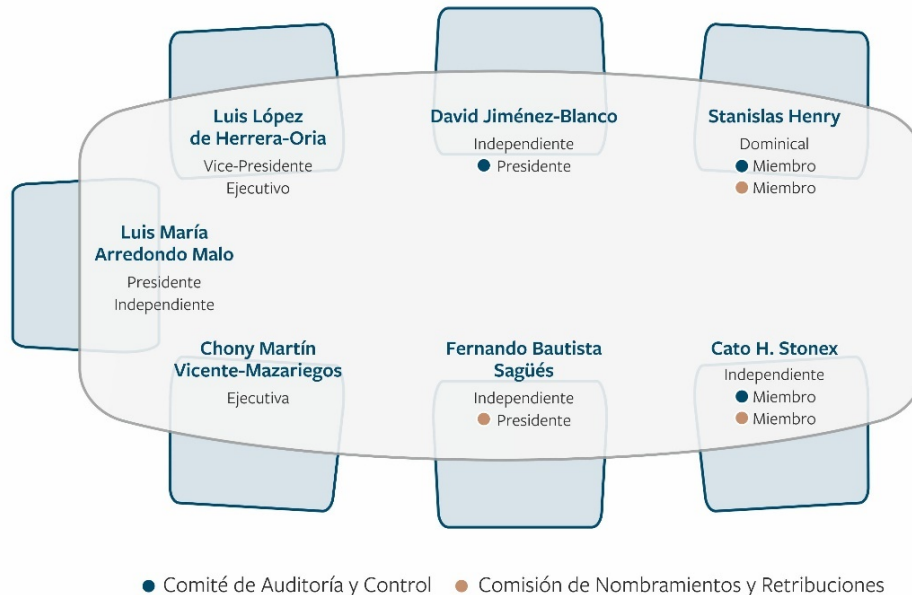 Luis López
de Herrera-Oria
Vice-Presidente
Ejecutivo
David Jiménez-Blanco
Independiente
Presidente
Stanislas Henry
Dominical
Miembro
Miembro
Luis María
Arredondo Malo
Presidente
Independiente
Chony Martín
Vicente-Mazariegos
Ejecutiva
Fernando Bautista
Sagüés
Independiente
Presidente
Cato H. Stonex
Independiente
Miembro
Miembro
Comité de Auditoría y Control Comisión de Nombramientos y Retribuciones